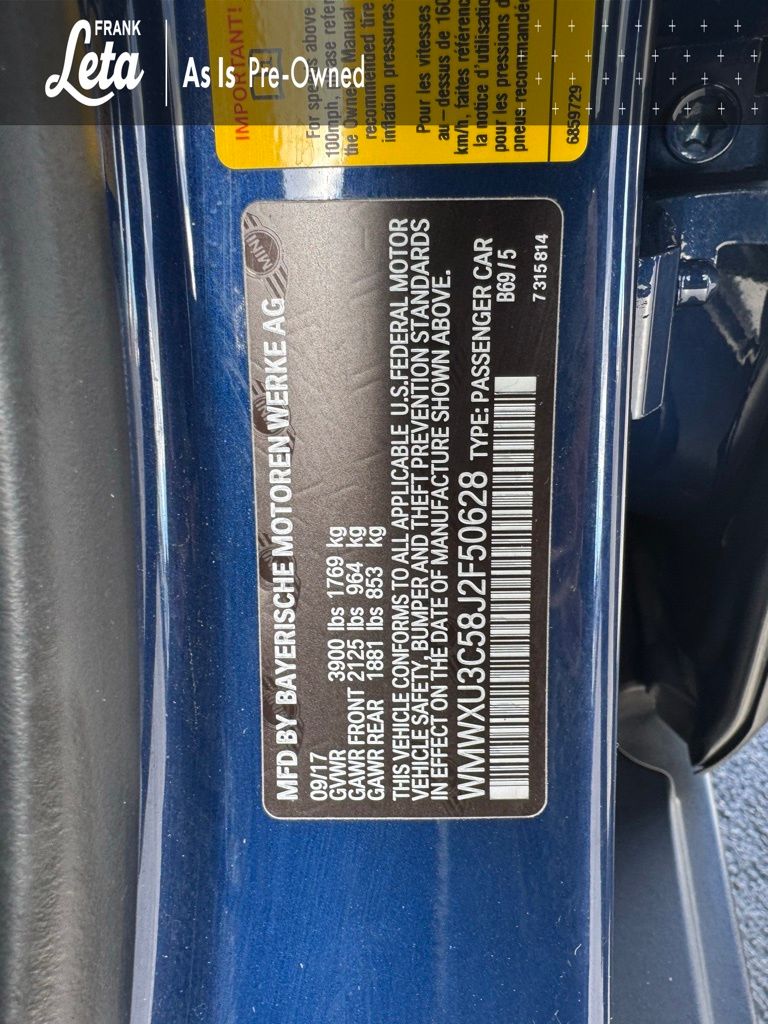 FRANK
Leta
As Is Pre-Owned
IMPORTANT!
For speeds above
100mph, please refer
the Owner Manual
recommended tire
inflation pressures.
Pour les vitesses
au-dessus de 160
km/h, faites référence
la notice d'utilisation
pour les pressions de
pneus recommandées
6859729
MINI
MFD BY BAYERISCHE MOTOREN WERKE AG
09/17
GVWR 3900 lbs 1769 kg
GAWR FRONT 2125 lbs 964 kg
GAWR REAR 1881 lbs 853 kg
THIS VEHICLE CONFORMS TO ALL APPLICABLE U.S. FEDERAL MOTOR
VEHICLE SAFETY, BUMPER AND THEFT PREVENTION STANDARDS
IN EFFECT ON THE DATE OF MANUFACTURE SHOWN ABOVE.
WMWXU3C58J2F50628 TYPE: PASSENGER CAR
B69/5
7 315 814